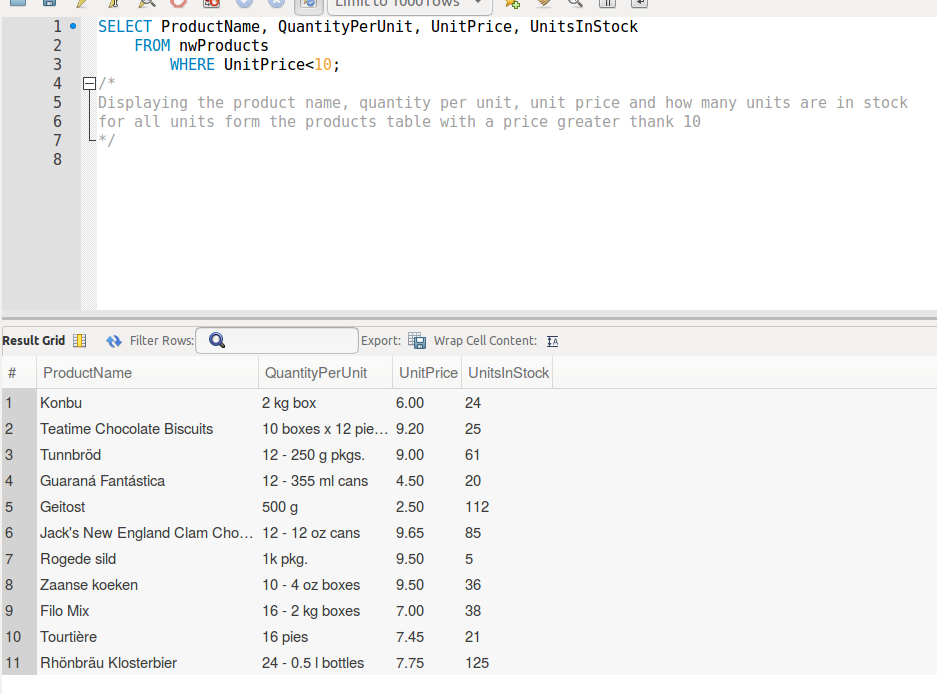 Limit to 1000 rows
1 SELECT ProductName, QuantityPerUnit, UnitPrice, UnitsInStock
2 FROM nwProducts
3 WHERE UnitPrice<10;
4 /*
5 Displaying the product name, quantity per unit, unit price and how many units are in stock
6 for all units form the products table with a price greater thank 10
7 */
8
Result Grid Filter Rows: Export: Wrap Cell Content: IA
# ProductName QuantityPerUnit UnitPrice UnitsInStock
1 Konbu 2 kg box 6.00 24
2 Teatime Chocolate Biscuits 10 boxes x 12 pie... 9.20 25
3 Tunnbröd 12 - 250 g pkgs. 9.00 61
4 Guaraná Fantástica 12 - 355 ml cans 4.50 20
5 Geitost 500 g 2.50 112
6 Jack's New England Clam Cho... 12 - 12 oz cans 9.65 85
7 Rogede sild 1k pkg. 9.50 5
8 Zaanse koeken 10 - 4 oz boxes 9.50 36
9 Filo Mix 16 - 2 kg boxes 7.00 38
10 Tourtière 16 pies 7.45 21
11 Rhönbräu Klosterbier 24 - 0.5 l bottles 7.75 125